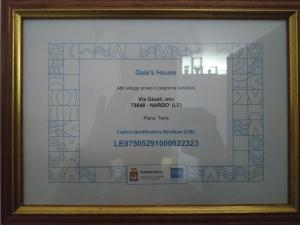 Gaia's House
Altri alloggi privati (Locazione turistica)
Via Giusti, snc
73048 - NARDO' (LE)
Piano Terra
Codice Identificativo Struttura (CIS)
LE07505291000022323